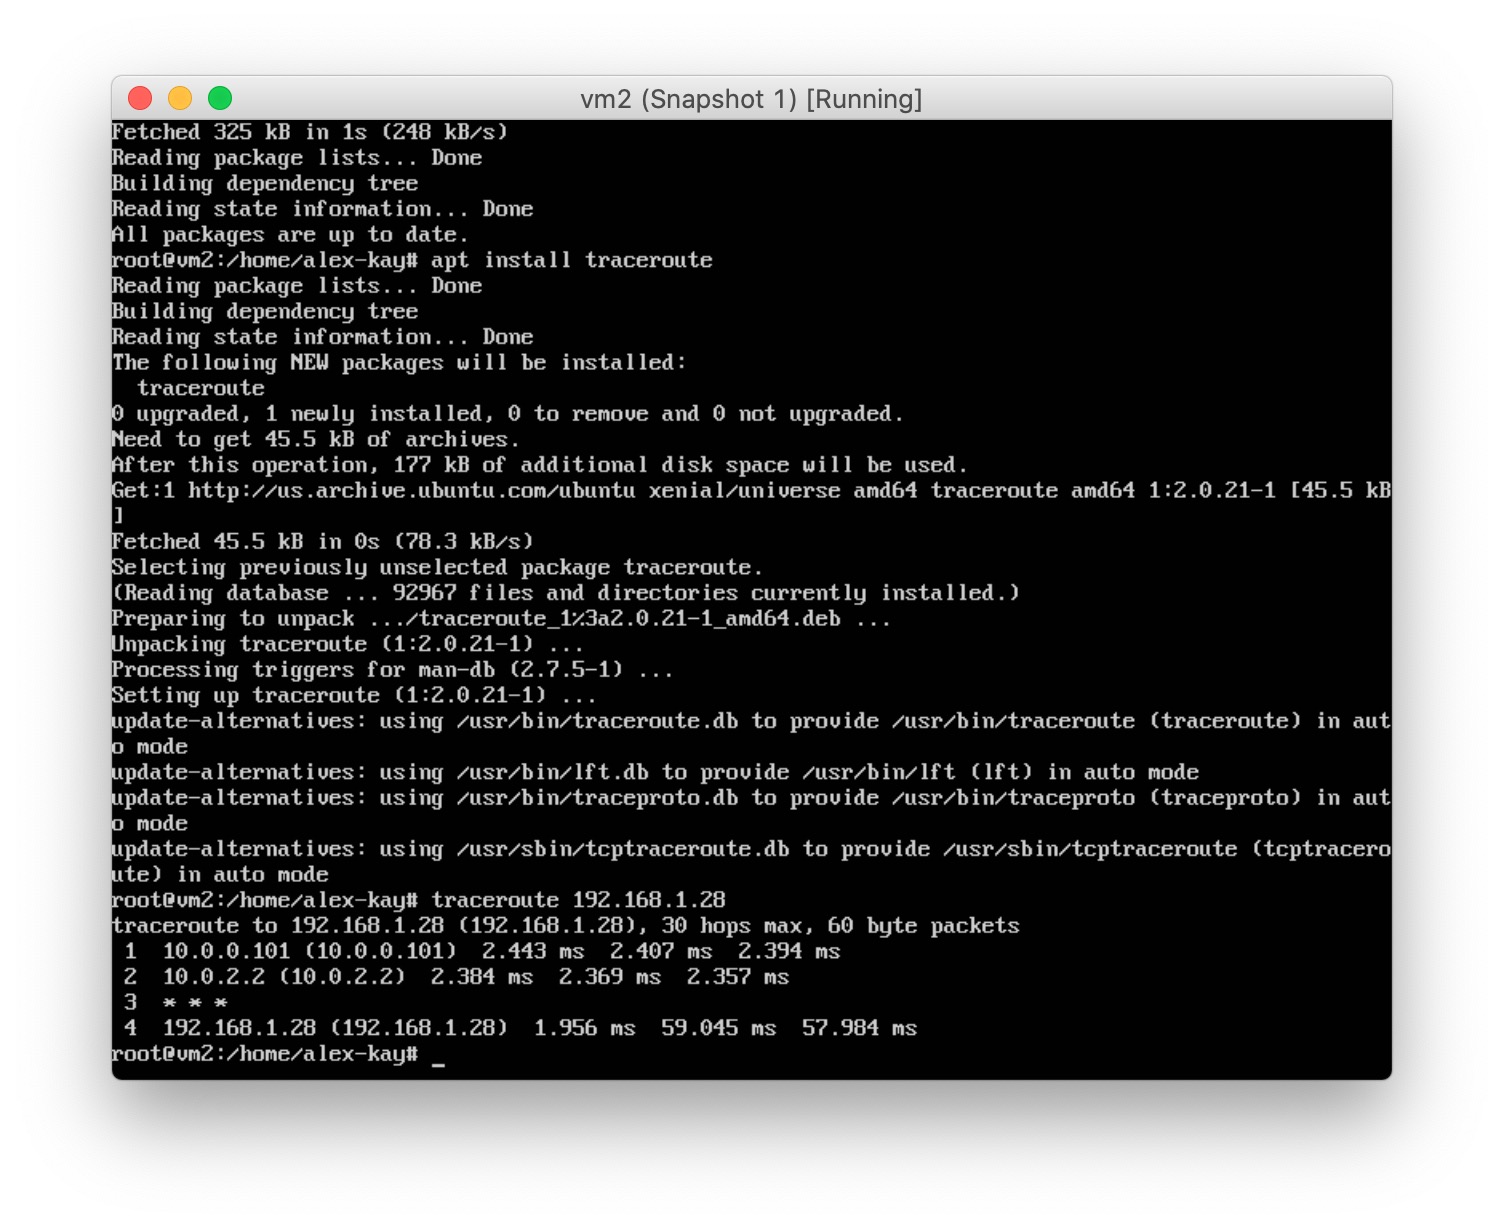 vm2 (Snapshot 1) [Running]
Fetched 325 kB in 1s (248 kB/s)
Reading package lists... Done
Building dependency tree
Reading state information... Done
All packages are up to date.
root@vm2:/home/alex-kay# apt install traceroute
Reading package lists... Done
Building dependency tree
Reading state information... Done
The following NEW packages will be installed:
  traceroute
0 upgraded, 1 newly installed, 0 to remove and 0 not upgraded.
Need to get 45.5 kB of archives.
After this operation, 177 kB of additional disk space will be used.
Get:1 http://us.archive.ubuntu.com/ubuntu xenial/universe amd64 traceroute amd64 1:2.0.21-1 [45.5 kB
]
Fetched 45.5 kB in 0s (78.3 kB/s)
Selecting previously unselected package traceroute.
(Reading database ... 92967 files and directories currently installed.)
Preparing to unpack .../traceroute_1%3a2.0.21-1_amd64.deb ...
Unpacking traceroute (1:2.0.21-1) ...
Processing triggers for man-db (2.7.5-1) ...
Setting up traceroute (1:2.0.21-1) ...
update-alternatives: using /usr/bin/traceroute.db to provide /usr/bin/traceroute (traceroute) in aut
o mode
update-alternatives: using /usr/bin/lft.db to provide /usr/bin/lft (lft) in auto mode
update-alternatives: using /usr/bin/traceproto.db to provide /usr/bin/traceproto (traceproto) in aut
o mode
update-alternatives: using /usr/sbin/tcptraceroute.db to provide /usr/sbin/tcptraceroute (tcptracero
ute) in auto mode
root@vm2:/home/alex-kay# traceroute 192.168.1.28
traceroute to 192.168.1.28 (192.168.1.28), 30 hops max, 60 byte packets
 1  10.0.0.101 (10.0.0.101)  2.443 ms  2.407 ms  2.394 ms
 2  10.0.2.2 (10.0.2.2)  2.384 ms  2.369 ms  2.357 ms
 3  * * *
 4  192.168.1.28 (192.168.1.28)  1.956 ms  59.045 ms  57.984 ms
root@vm2:/home/alex-kay# _